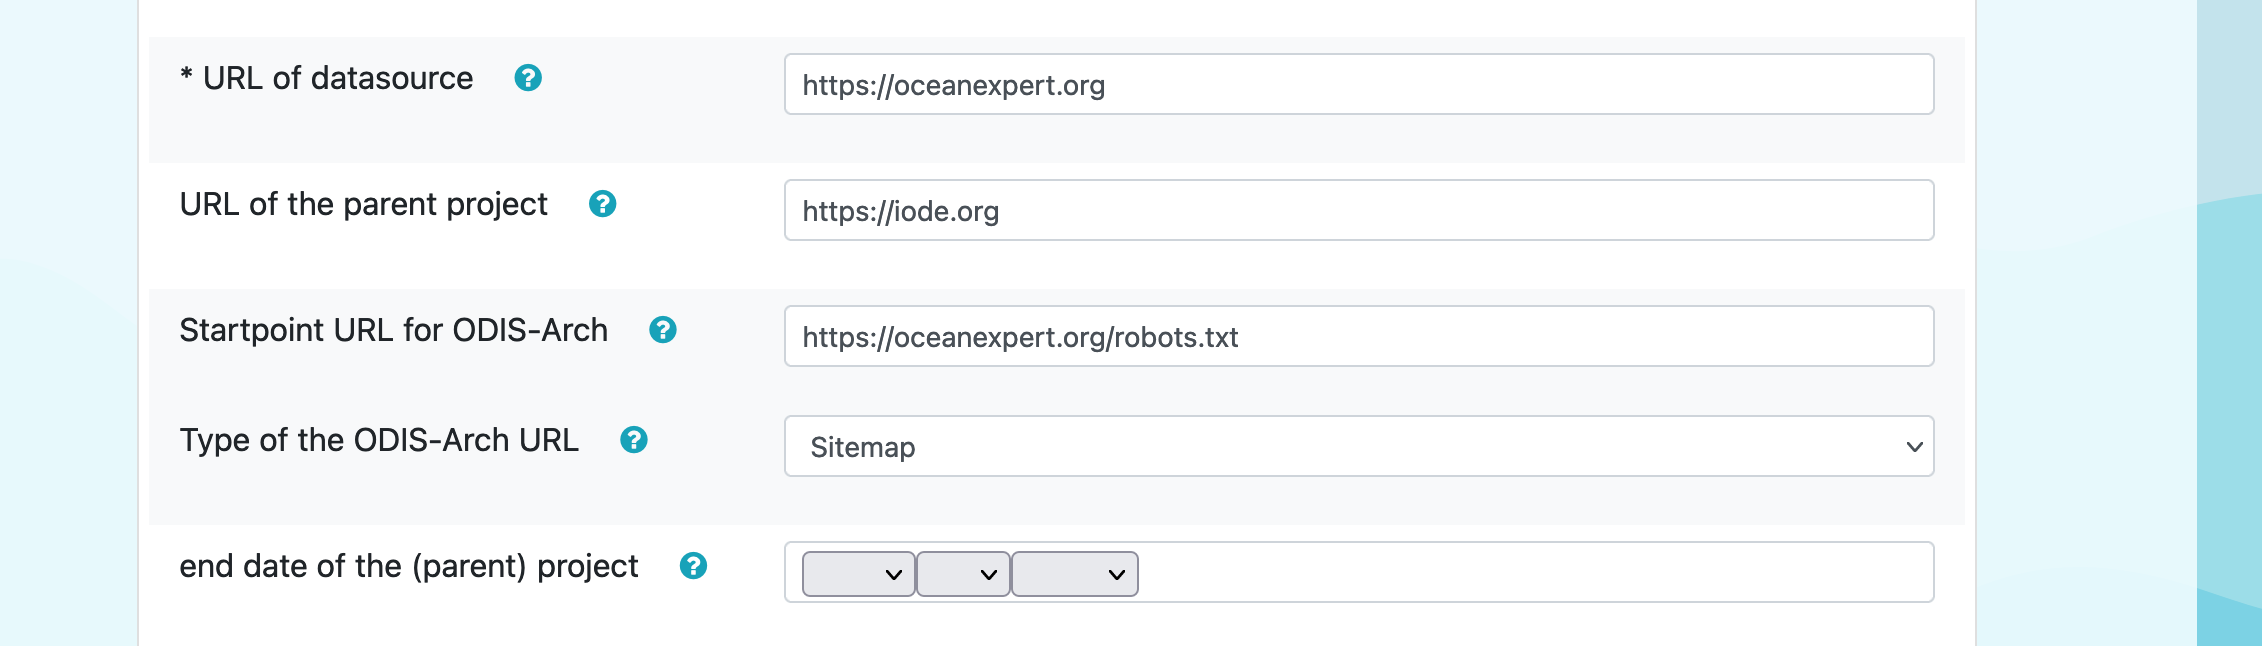 * URL of datasource ?
https://oceanexpert.org
URL of the parent project ?
https://iode.org
Startpoint URL for ODIS-Arch ?
https://oceanexpert.org/robots.txt
Type of the ODIS-Arch URL ?
Sitemap
end date of the (parent) project ?